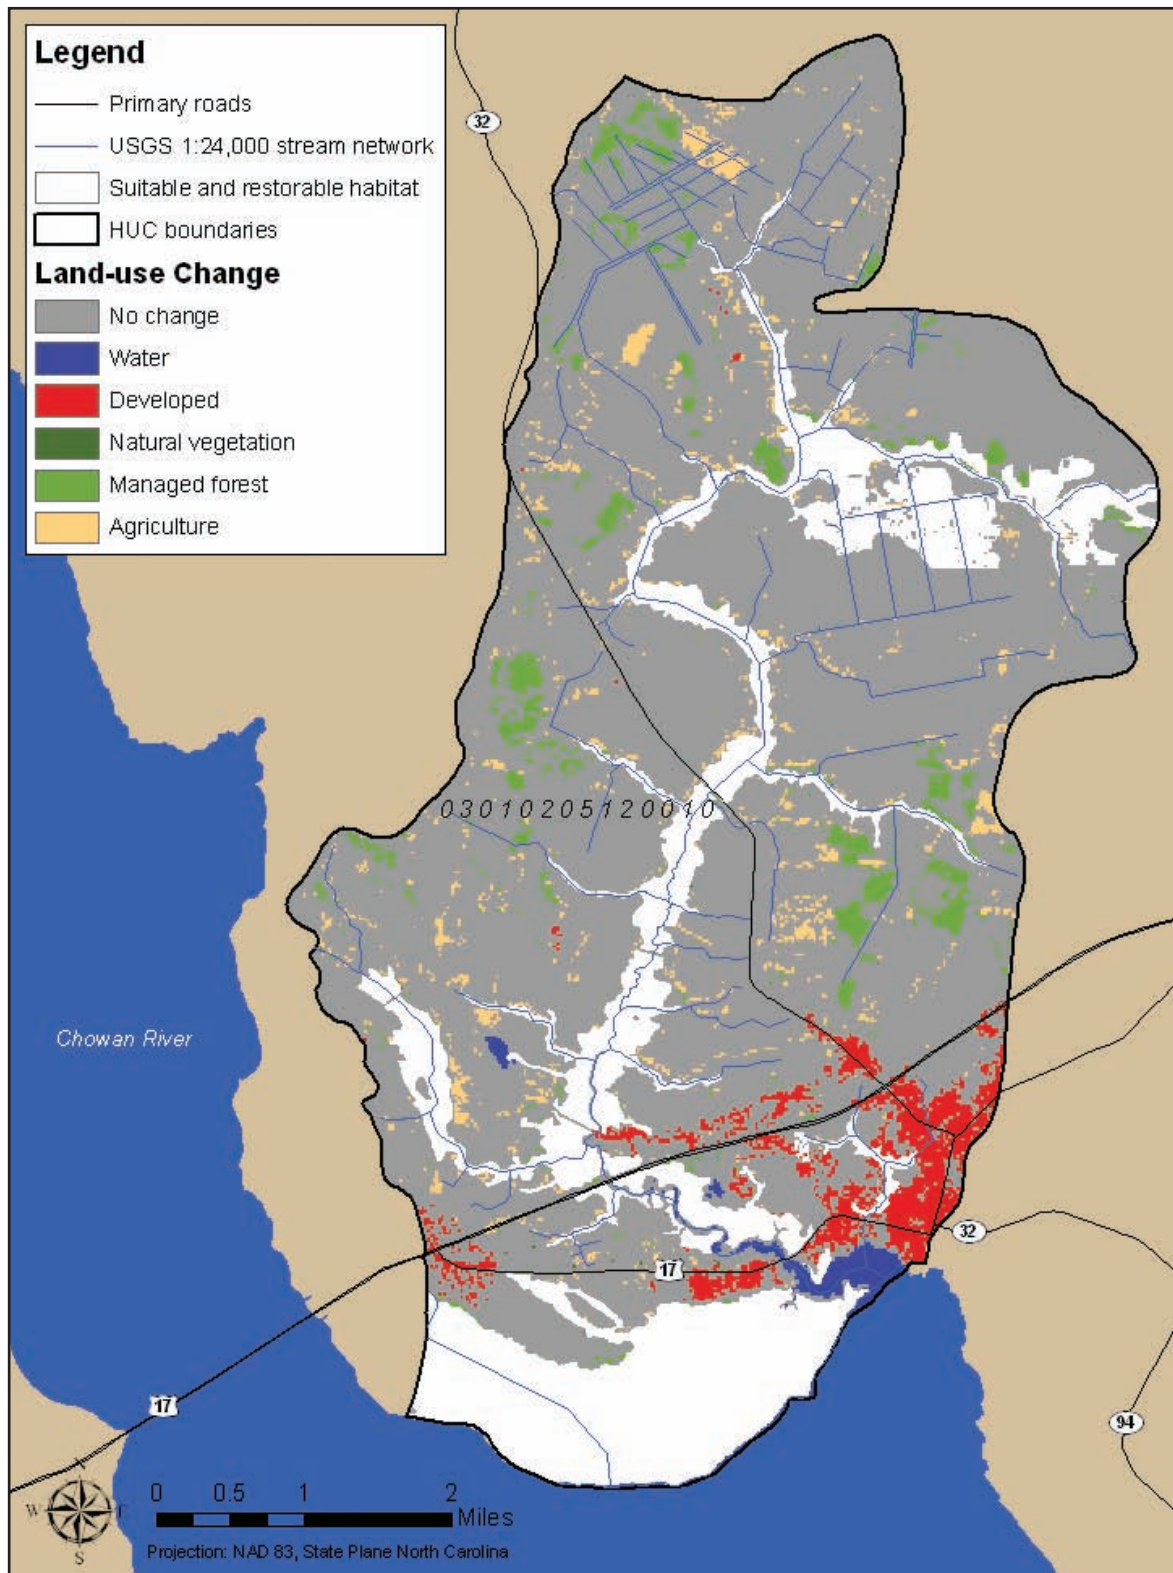 Legend
Primary roads
USGS 1:24,000 stream network
Suitable and restorable habitat
HUC boundaries
Land-use Change
No change
Water
Developed
Natural vegetation
Managed forest
Agriculture
32
03010205120010
Chowan River
32
17
17
94
W
S
0 0.5 1 2
Miles
Projection: NAD 83, State Plane North Carolina